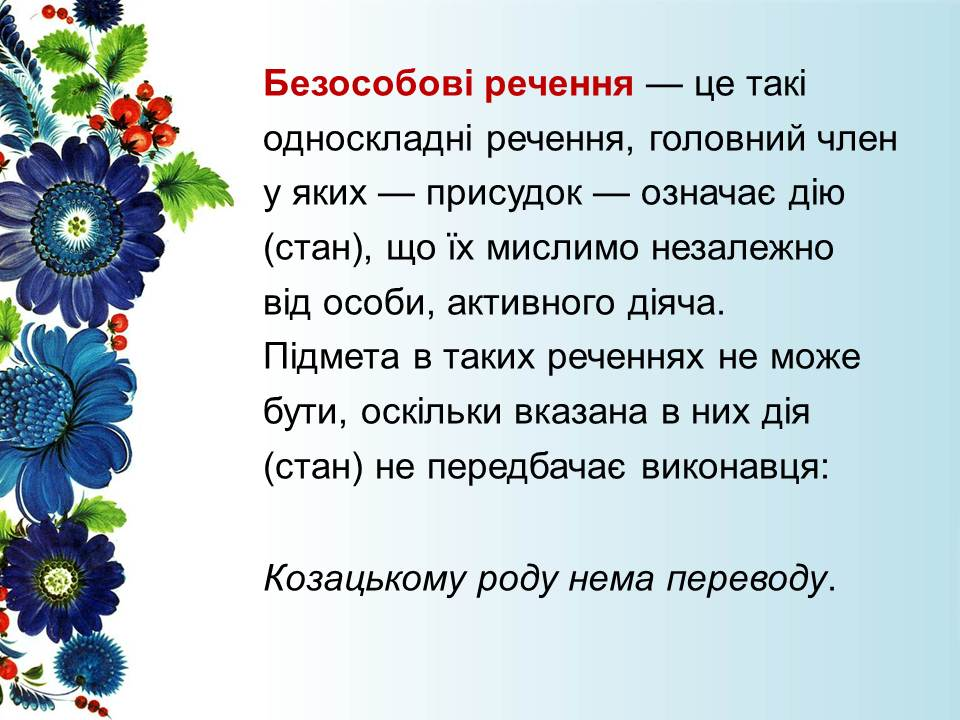 Безособові речення — це такі
односкладні речення, головний член
у яких — присудок — означає дію
(стан), що їх мислимо незалежно
від особи, активного діяча.
Підмета в таких реченнях не може
бути, оскільки вказана в них дія
(стан) не передбачає виконавця:
Козацькому роду нема переводу.